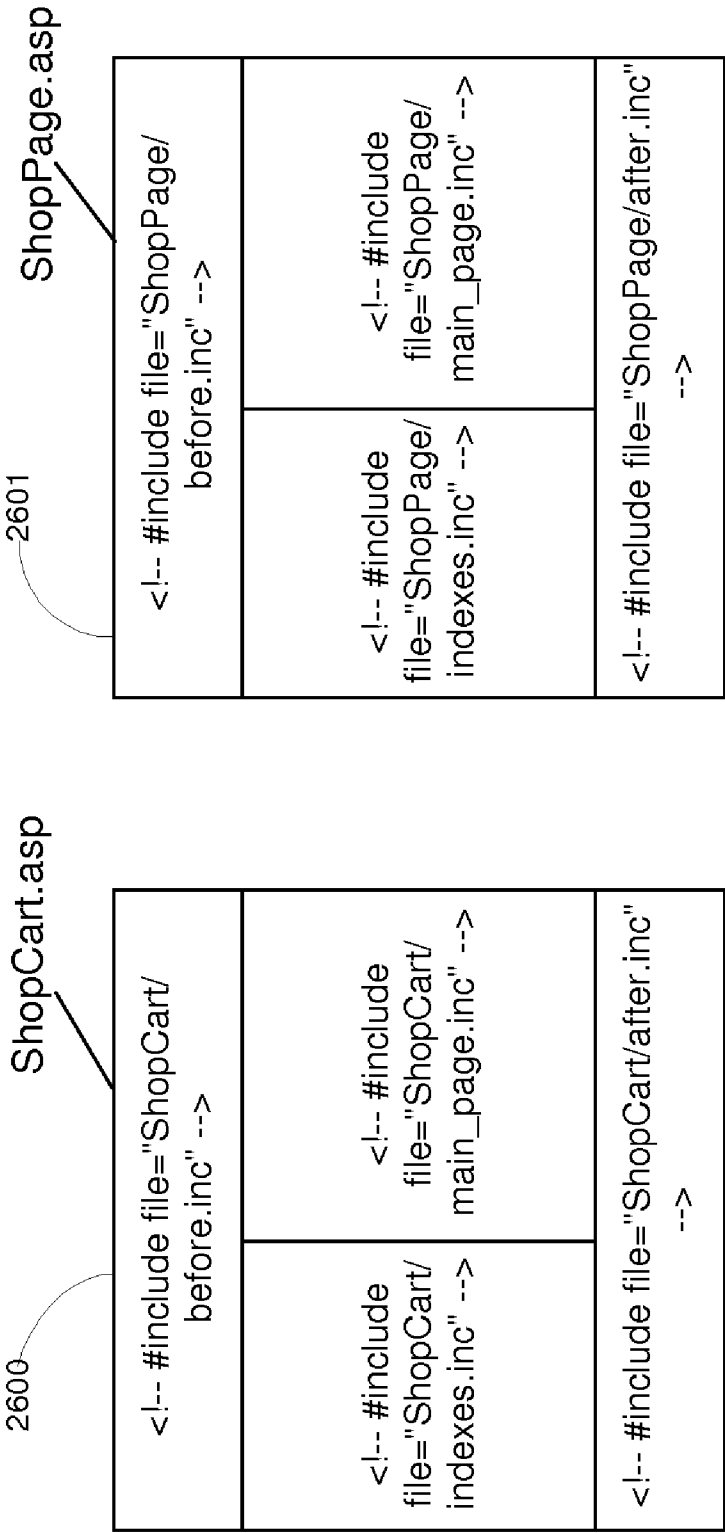 2600
ShopCart.asp
<!-- #include file="ShopCart/
before.inc" -->
<!-- #include
file="ShopCart/
indexes.inc" -->
<!-- #include
file="ShopCart/
main_page.inc" -->
<!-- #include file="ShopCart/after.inc"
-->
2601
ShopPage.asp
<!-- #include file="ShopPage/
before.inc" -->
<!-- #include
file="ShopPage/
indexes.inc" -->
<!-- #include
file="ShopPage/
main_page.inc" -->
<!-- #include file="ShopPage/after.inc"
-->